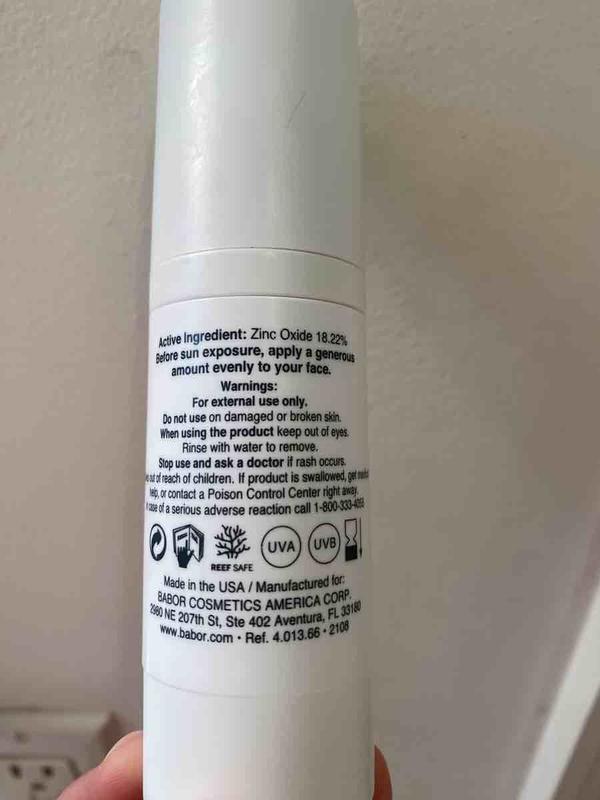 Active Ingredient: Zinc Oxide 18.22%
Before sun exposure, apply a generous
amount evenly to your face.
Warnings:
For external use only.
Do not use on damaged or broken skin.
When using the product keep out of eyes.
Rinse with water to remove.
Stop use and ask a doctor if rash occurs.
out of reach of children. If product is swallowed, get
help, or contact a Poison Control Center right away.
case of a serious adverse reaction call 1-800-333-4055
REEF SAFE
UVA
UVB
Made in the USA / Manufactured for:
BABOR COSMETICS AMERICA CORP.
2980 NE 207th St, Ste 402 Aventura, FL 33180
www.babor.com • Ref. 4.013.66 • 2108